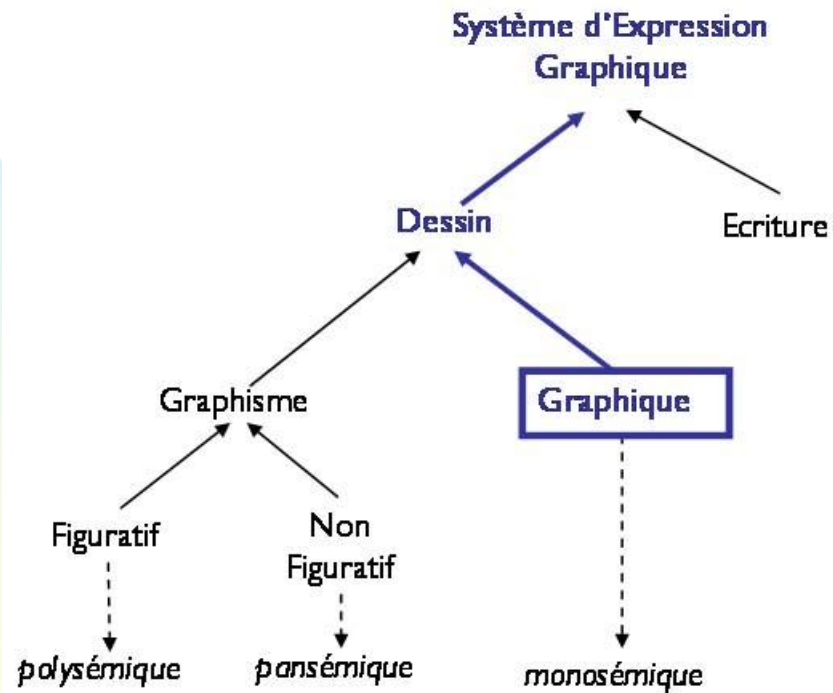 Système d'Expression
Graphique
Dessin
Ecriture
Graphisme
Graphique
Figuratif
Non
Figuratif
polysémique
pansémique
monosémique